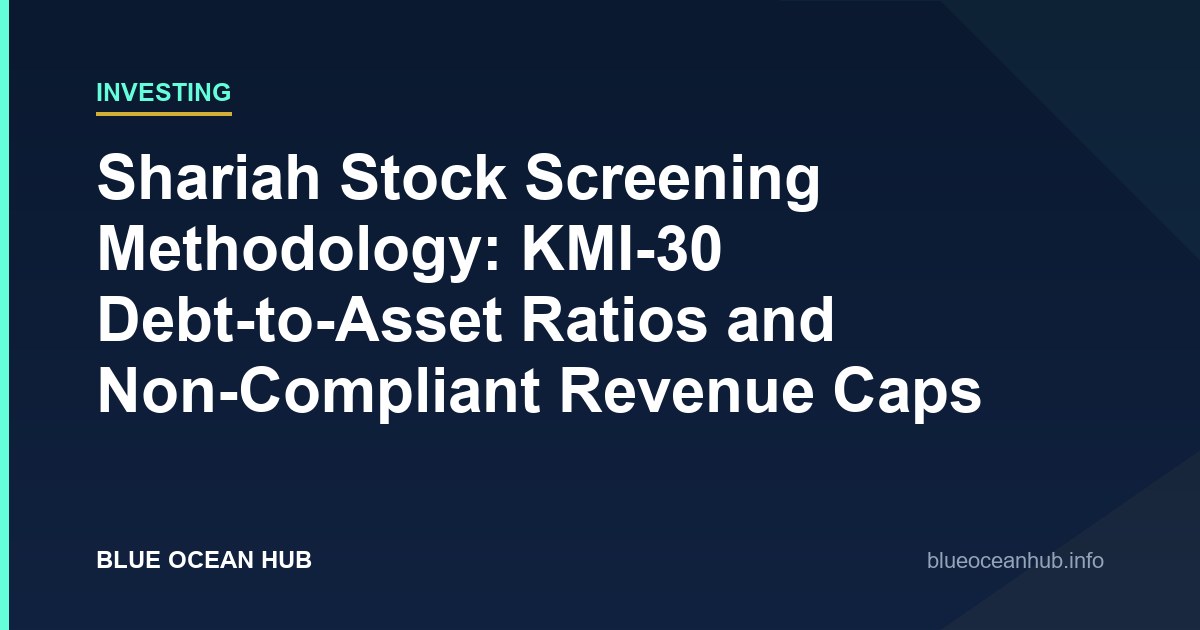 INVESTING
Shariah Stock Screening
Methodology: KMI-30
Debt-to-Asset Ratios and
Non-Compliant Revenue Caps
BLUE OCEAN HUB
blueoceanhub.info